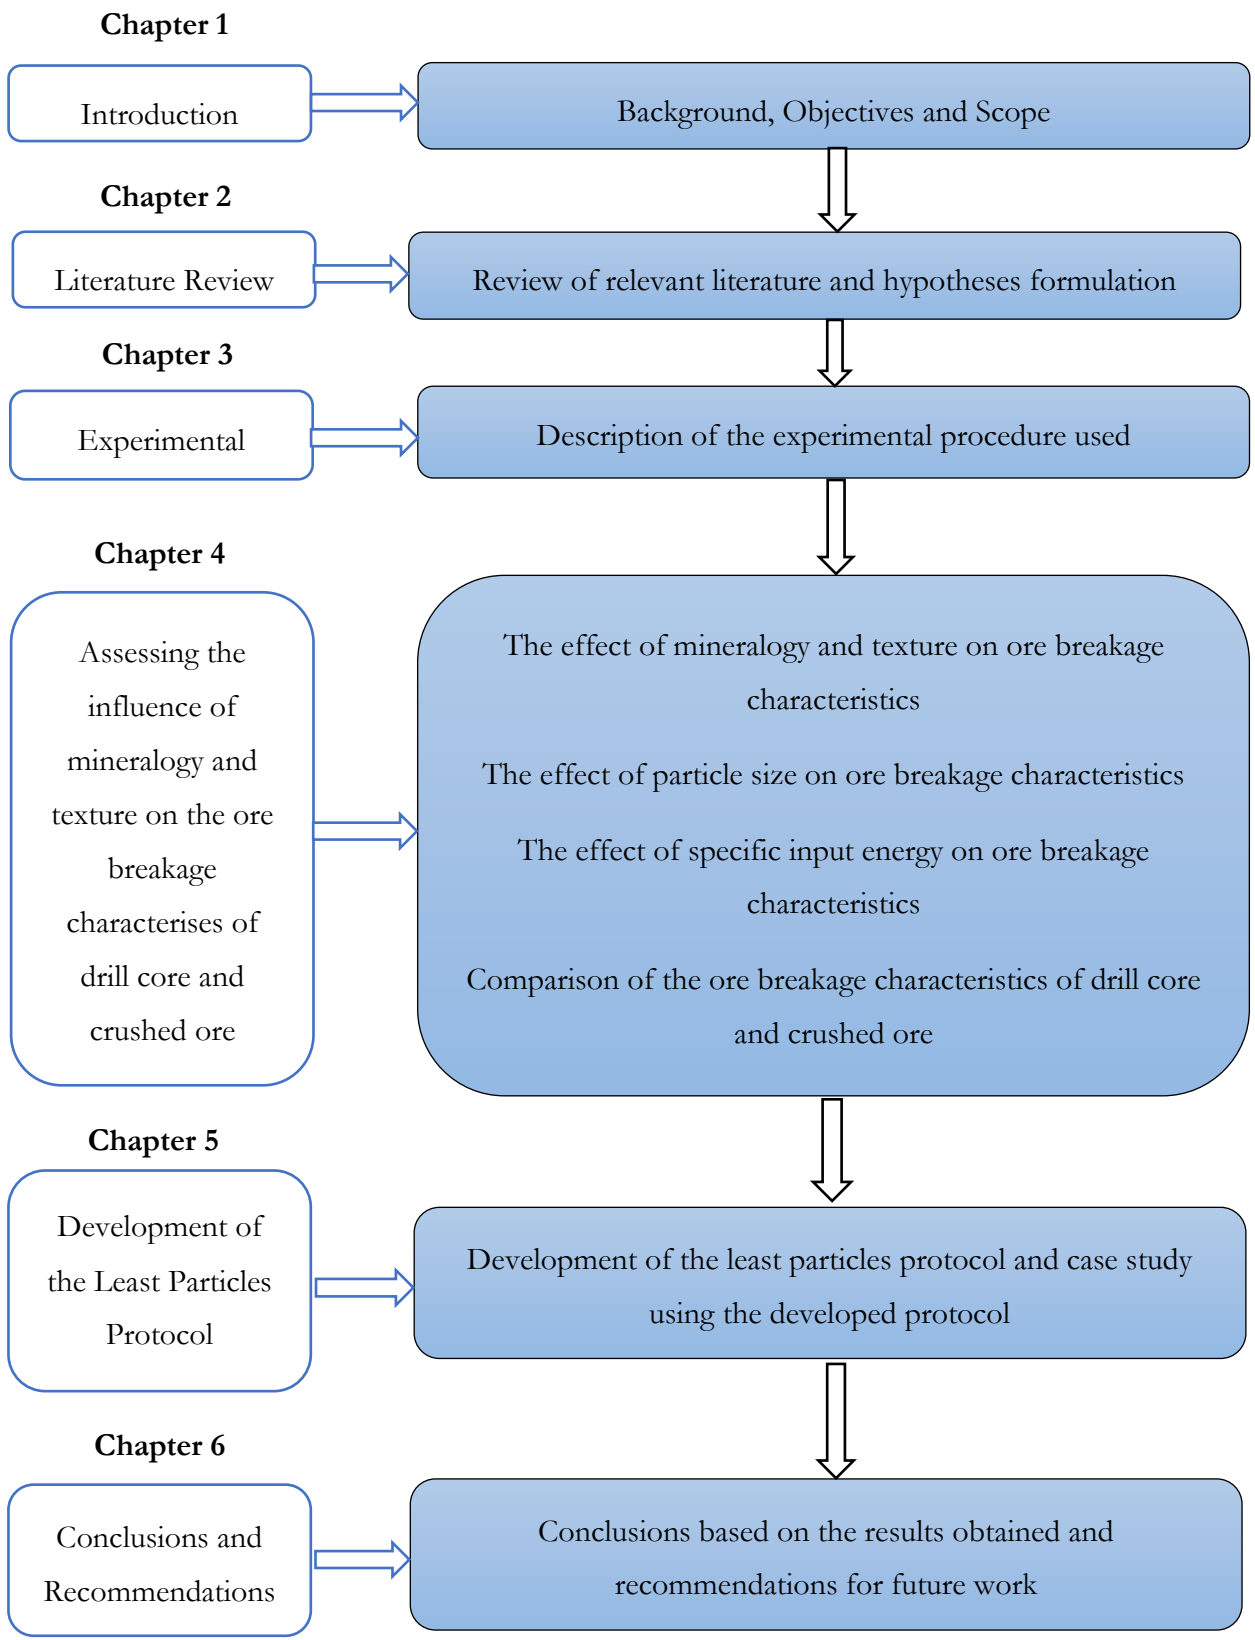 Chapter 1
Introduction
Background, Objectives and Scope
Chapter 2
Literature Review
Review of relevant literature and hypotheses formulation
Chapter 3
Experimental
Description of the experimental procedure used
Chapter 4
Assessing the
influence of
mineralogy and
texture on the ore
breakage
characterises of
drill core and
crushed ore
The effect of mineralogy and texture on ore breakage
characteristics
The effect of particle size on ore breakage characteristics
The effect of specific input energy on ore breakage
characteristics
Comparison of the ore breakage characteristics of drill core
and crushed ore
Chapter 5
Development of
the Least Particles
Protocol
Development of the least particles protocol and case study
using the developed protocol
Chapter 6
Conclusions and
Recommendations
Conclusions based on the results obtained and
recommendations for future work